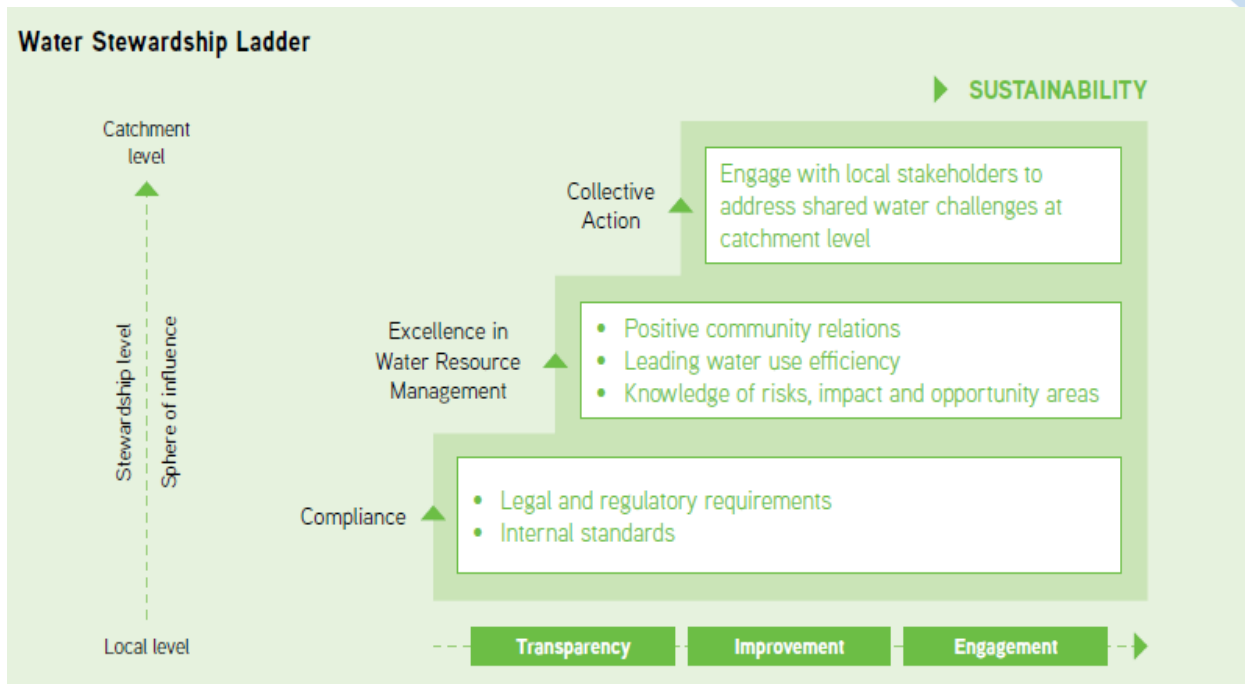 Water Stewardship Ladder
SUSTAINABILITY
Catchment
level
Collective
Action
Engage with local stakeholders to
address shared water challenges at
catchment level
Stewardship level
Sphere of influence
Excellence in
Water Resource
Management
• Positive community relations
• Leading water use efficiency
• Knowledge of risks, impact and opportunity areas
Compliance
• Legal and regulatory requirements
• Internal standards
Local level
Transparency
Improvement
Engagement